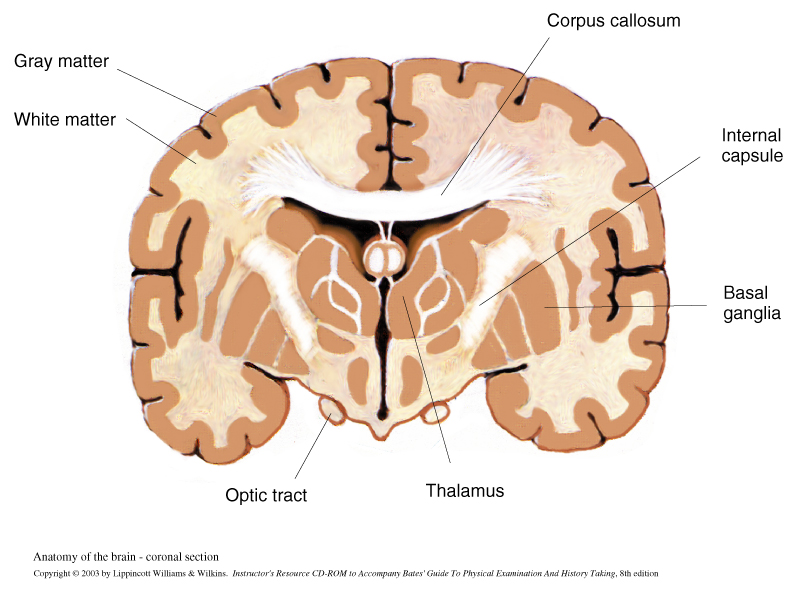 Corpus callosum
Gray matter
White matter
Internal
capsule
Basal
ganglia
Optic tract
Thalamus
Anatomy of the brain - coronal section
Copyright © 2003 by Lippincott Williams & Wilkins. Instructor's Resource CD-ROM to Accompany Bates' Guide To Physical Examination And History Taking, 8th edition